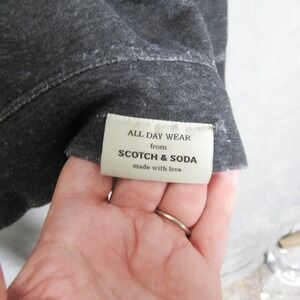 ALL DAY WEAR
from
SCOTCH & SODA
made with love